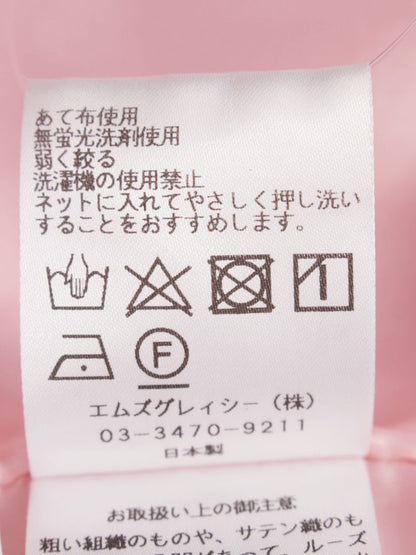 あて布使用
無蛍光洗剤使用
弱く絞る
洗濯機の使用禁止
ネットに入れてやさしく押し洗い
することをおすすめします。
F
エムズグレイシー（株）
03-3470-9211
日本製
お取扱い上の御注意
粗い組織のものや、サテン織のも